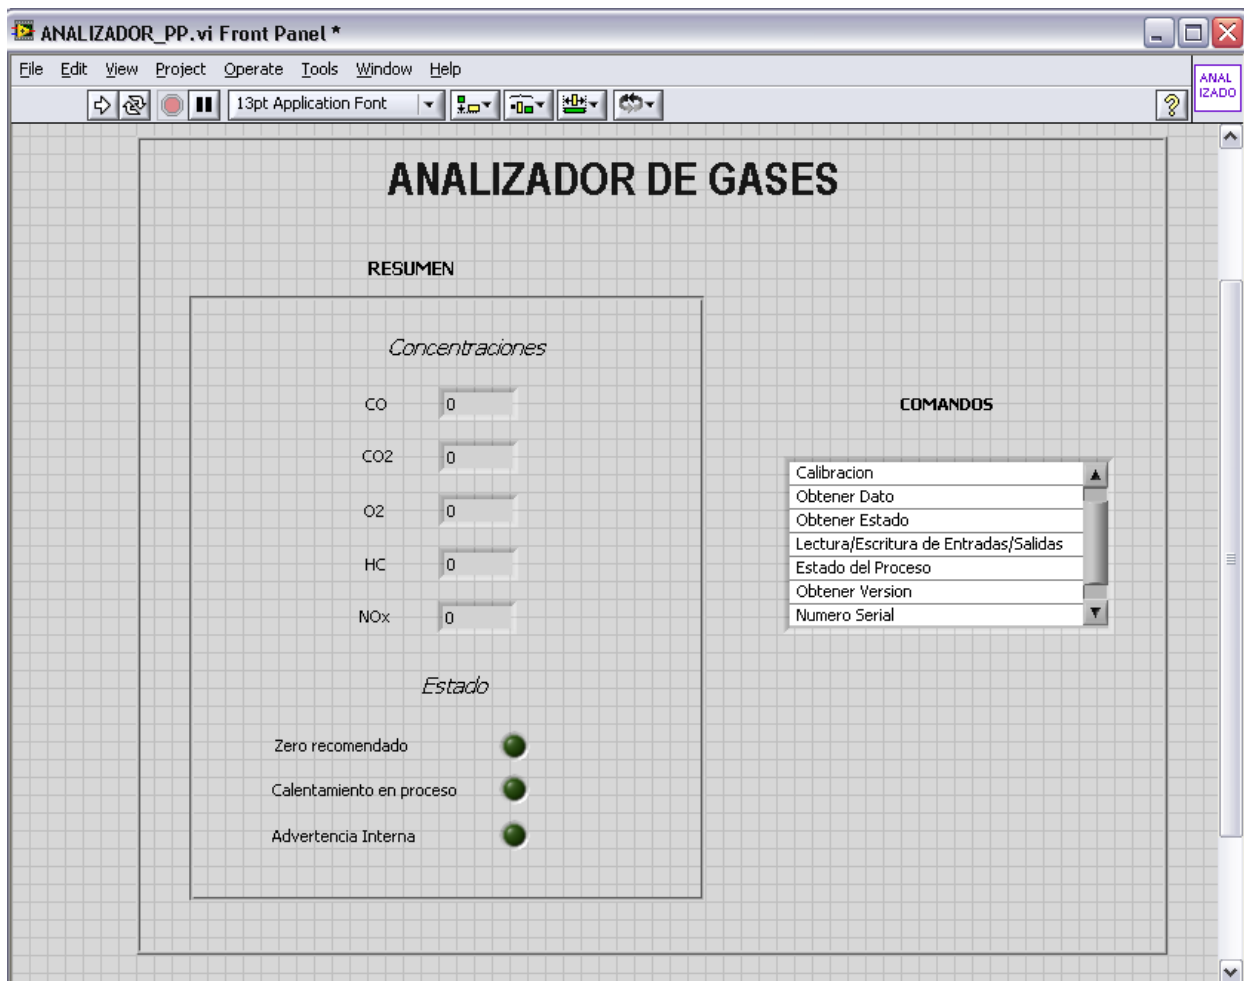 ANALIZADOR_PP.vi Front Panel *
File Edit View Project Operate Tools Window Help
ANAL
IZADO
13pt Application Font
?
ANALIZADOR DE GASES
RESUMEN
Concentraciones
CO 0
CO2 0
O2 0
HC 0
NOx 0
COMANDOS
Calibracion
Obtener Dato
Obtener Estado
Lectura/Escritura de Entradas/Salidas
Estado del Proceso
Obtener Version
Numero Serial
Estado
Zero recomendado
Calentamiento en proceso
Advertencia Interna